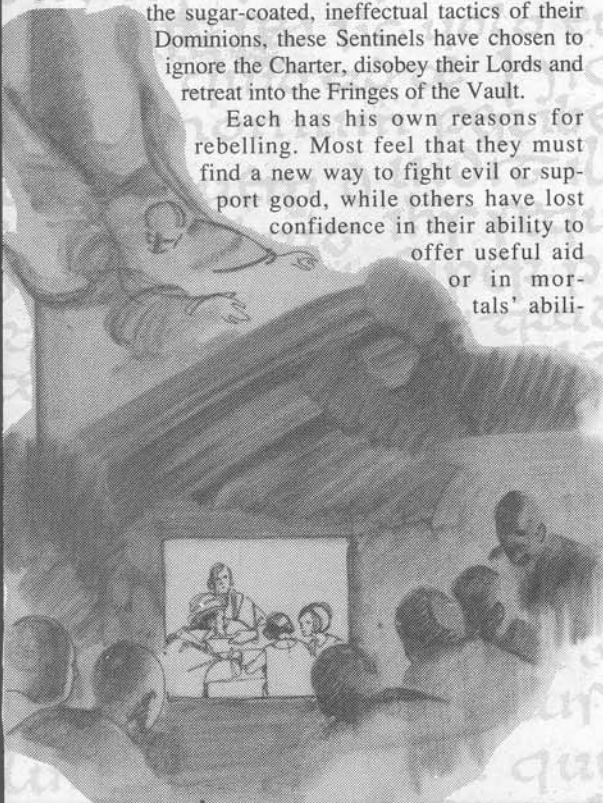 the sugar-coated, ineffectual tactics of their
Dominions, these Sentinels have chosen to
ignore the Charter, disobey their Lords and
retreat into the Fringes of the Vault.
Each has his own reasons for
rebelling. Most feel that they must
find a new way to fight evil or sup-
port good, while others have lost
confidence in their ability to
offer useful aid
or in mor-
tals' abili-